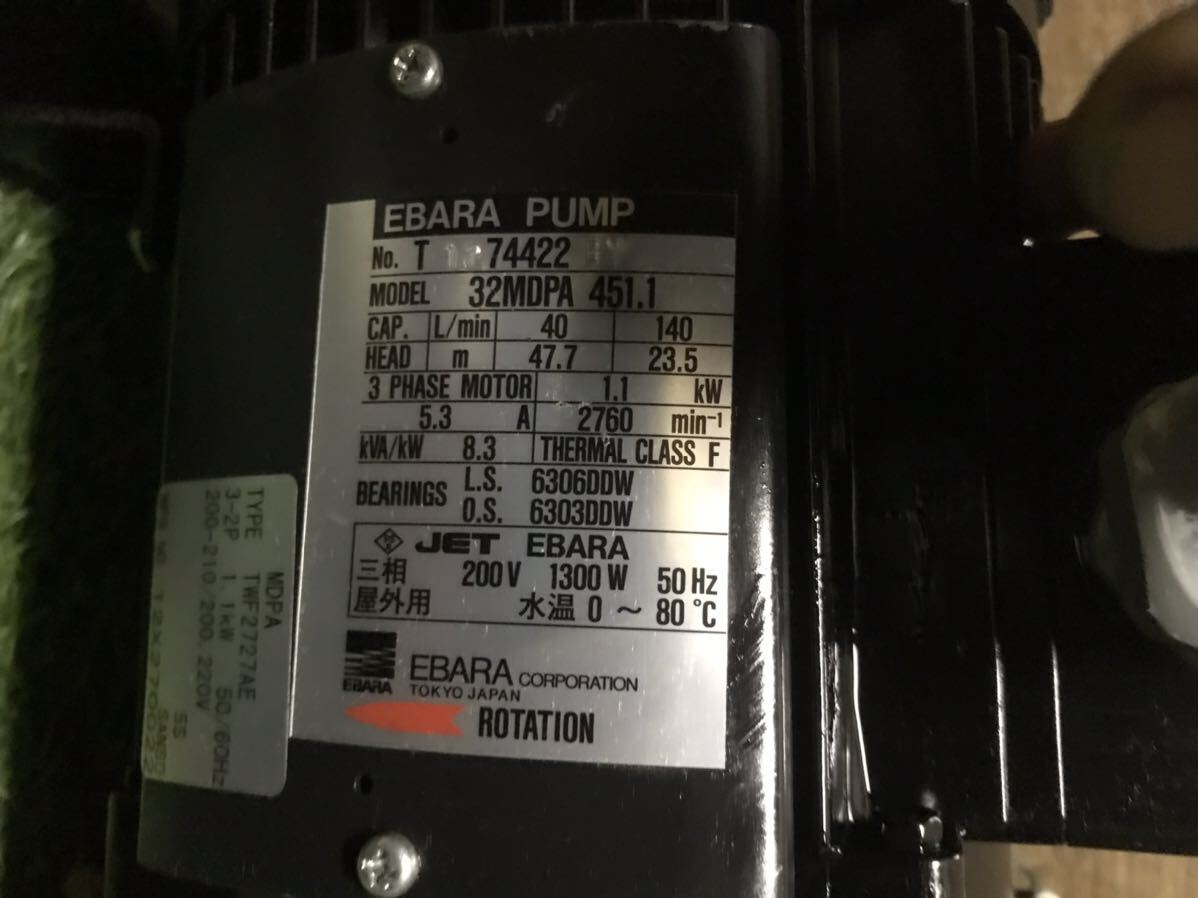 EBARA PUMP
No. T 74422
MODEL 32MDPA 451.1
CAP. L/min 40 140
HEAD m 47.7 23.5
3 PHASE MOTOR 1.1 kW
5.3 A 2760 min⁻¹
kVA/kW 8.3 THERMAL CLASS F
BEARINGS L.S. 6306DDW
O.S. 6303DDW
JET EBARA
三相 200V 1300W 50Hz
屋外用 水温 0 ～ 80℃
EBARA
EBARA CORPORATION
TOKYO JAPAN
ROTATION
MDPA
TYPE TWF2727AE
3-2P 1.1kW 50/60Hz
200-210/200.220V
SS